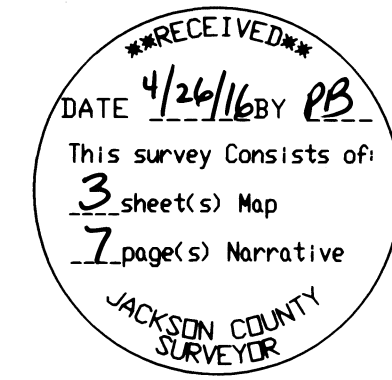 **RECEIVED**
DATE 4/26/16 BY PB
This survey Consists of:
3 sheet(s) Map
7 page(s) Narrative
JACKSON COUNTY
SURVEYOR